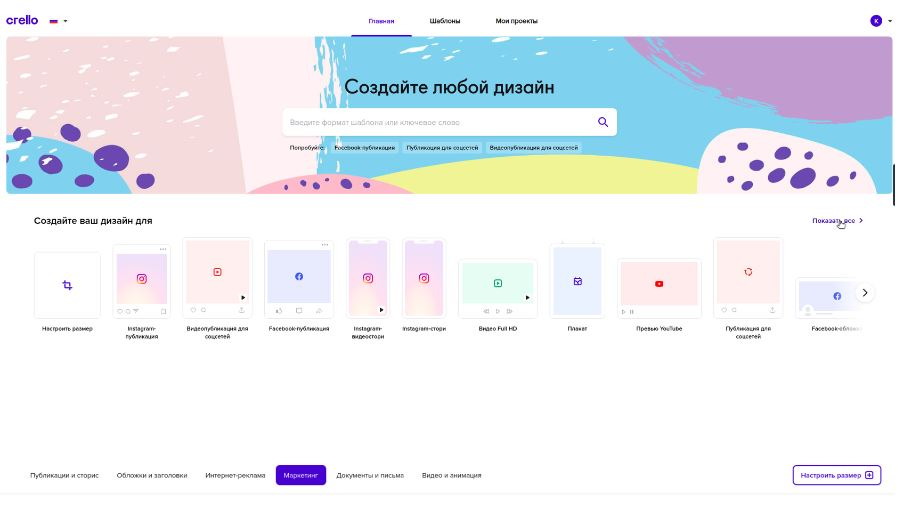 crello
Главная
Шаблоны
Мои проекты
K
Создайте любой дизайн
Введите формат шаблона или ключевое слово
Попробуйте: Facebook-публикация Публикация для соцсетей Видеопубликация для соцсетей
Создайте ваш дизайн для
Показать все
Настроить размер
Instagram-
публикация
Видеопубликация для
соцсетей
Facebook-публикация
Instagram-
видеостори
Instagram-стори
Видео Full HD
Плакат
Превью YouTube
Публикация для
соцсетей
Facebook-обложка
Публикации и сторис
Обложки и заголовки
Интернет-реклама
Маркетинг
Документы и письма
Видео и анимация
Настроить размер